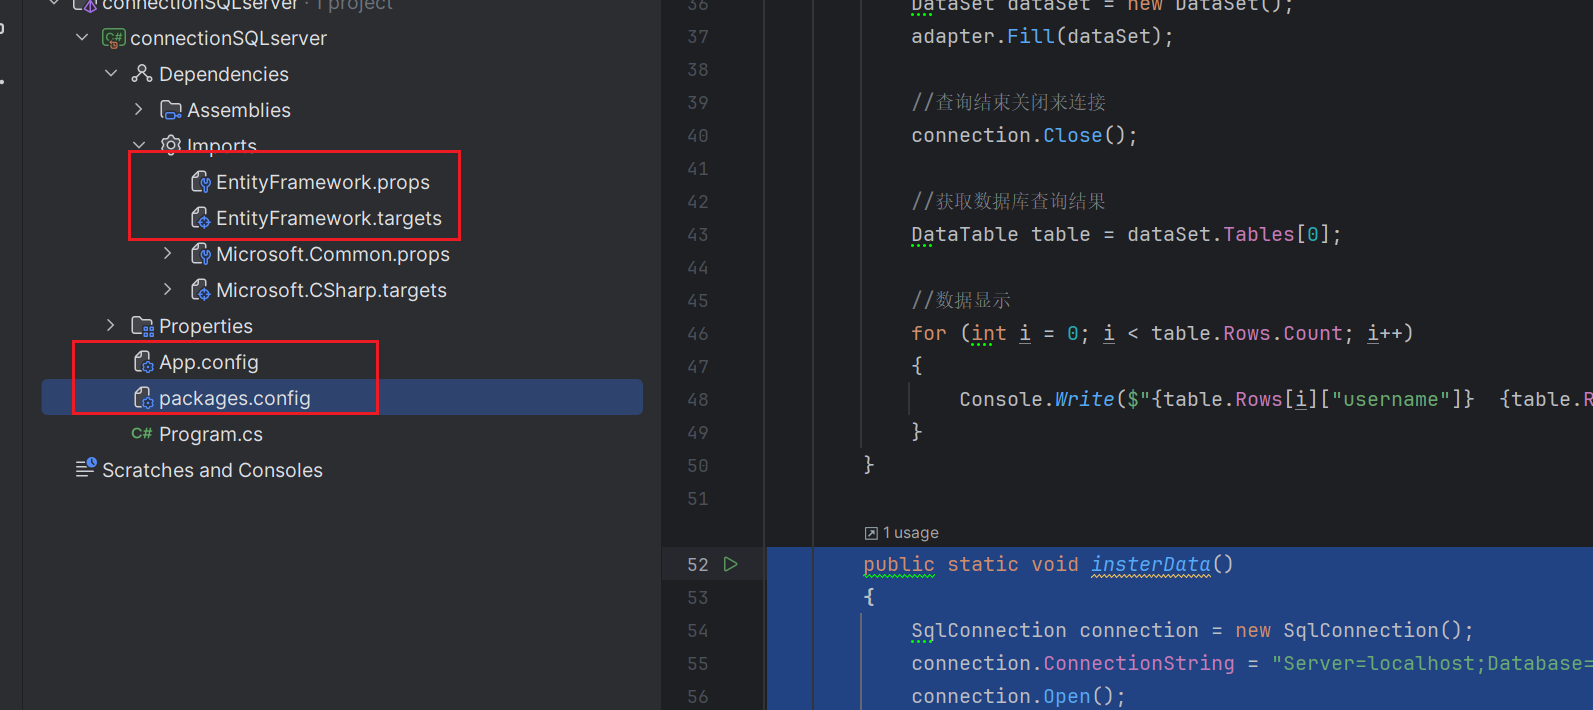 connectionSQLserver · 1 project
C# connectionSQLserver
Dependencies
Assemblies
Imports
EntityFramework.props
EntityFramework.targets
Microsoft.Common.props
Microsoft.CSharp.targets
Properties
App.config
packages.config
C# Program.cs
Scratches and Consoles
36 DataSet dataSet = new DataSet();
37 adapter.Fill(dataSet);
38
39 //查询结束关闭来连接
40 connection.Close();
41
42 //获取数据库查询结果
43 DataTable table = dataSet.Tables[0];
44
45 //数据显示
46 for (int i = 0; i < table.Rows.Count; i++)
47 {
48 Console.Write($"{table.Rows[i]["username"]} {table.R
49 }
50 }
51
1 usage
52 public static void insterData()
53 {
54 SqlConnection connection = new SqlConnection();
55 connection.ConnectionString = "Server=localhost;Database=
56 connection.Open();